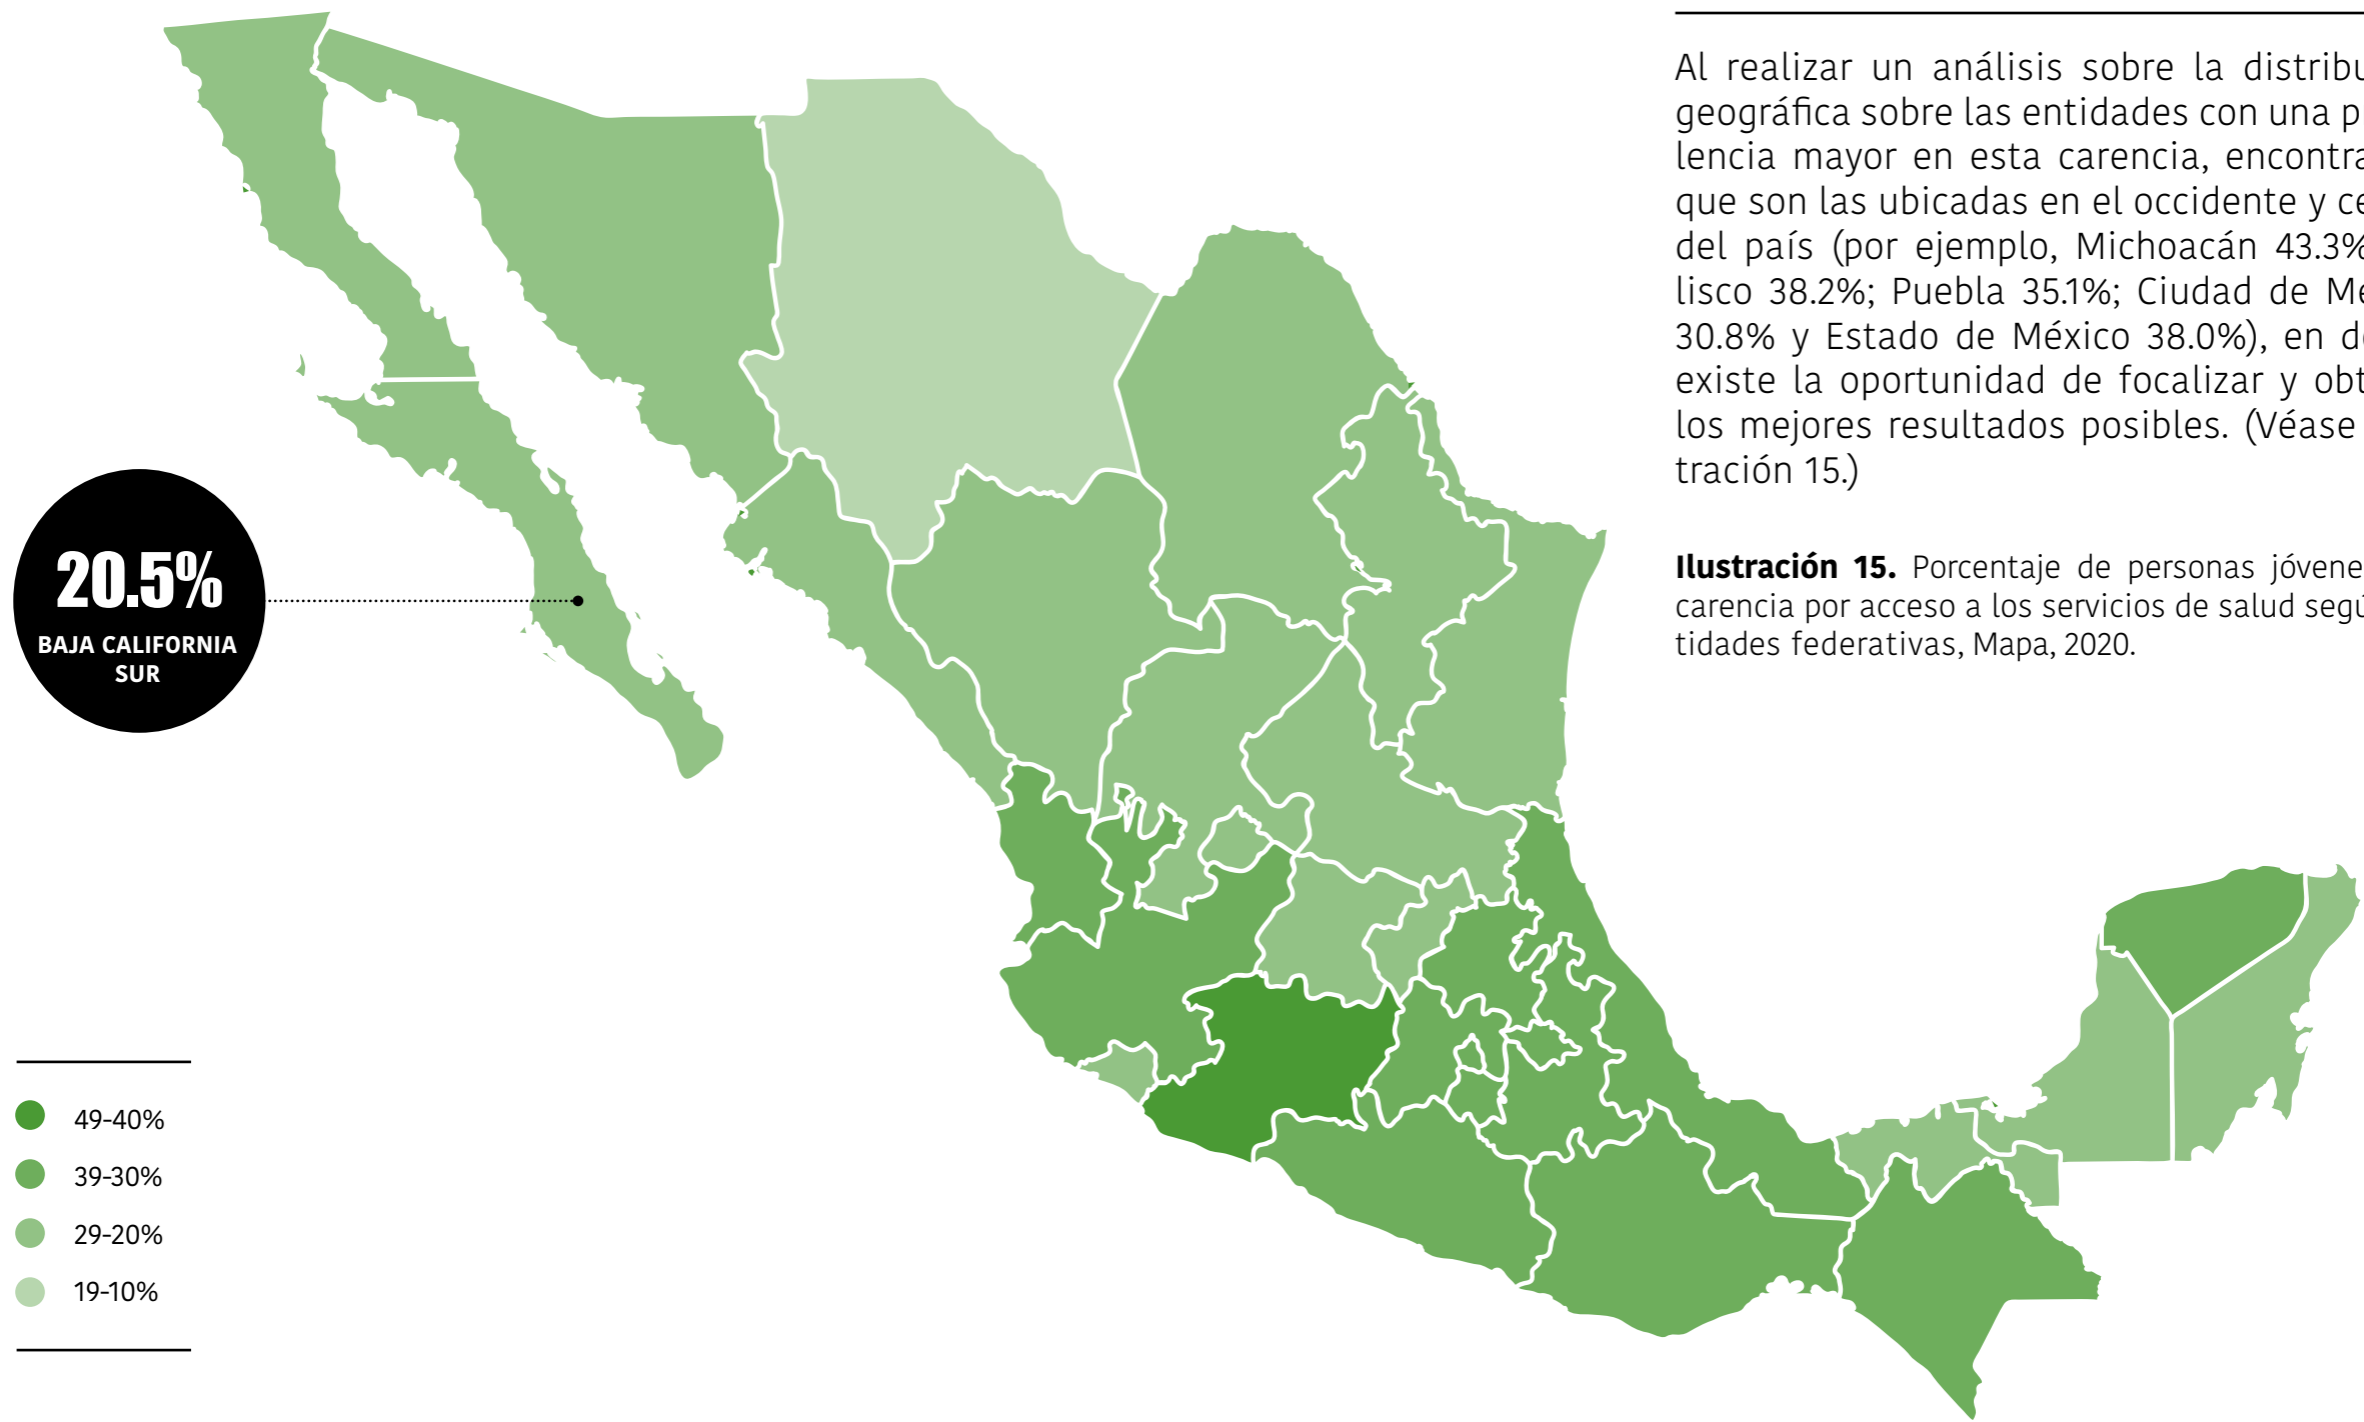 Al realizar un análisis sobre la distribu
geográfica sobre las entidades con una p
lencia mayor en esta carencia, encontra
que son las ubicadas en el occidente y ce
del país (por ejemplo, Michoacán 43.3%
lisco 38.2%; Puebla 35.1%; Ciudad de Mé
30.8% y Estado de México 38.0%), en d
existe la oportunidad de focalizar y obt
los mejores resultados posibles. (Véase
tración 15.)
Ilustración 15. Porcentaje de personas jóvene
carencia por acceso a los servicios de salud segú
tidades federativas, Mapa, 2020.
20.5%
BAJA CALIFORNIA
SUR
49-40%
39-30%
29-20%
19-10%